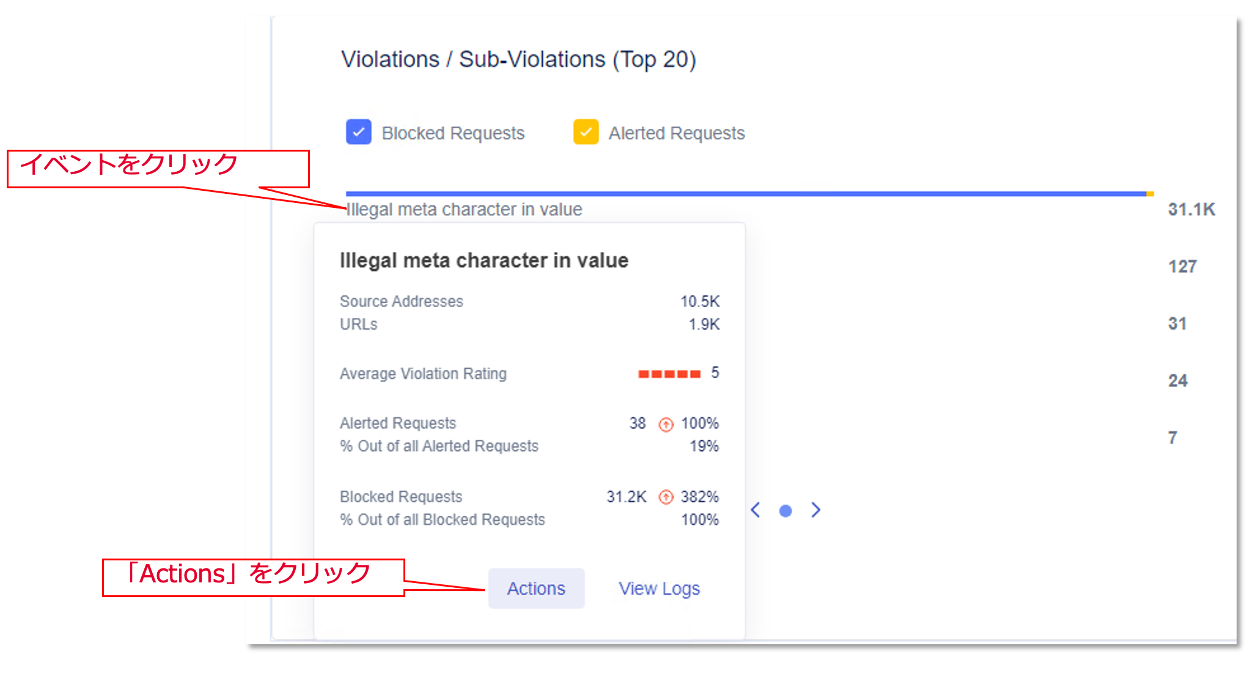 Violations / Sub-Violations (Top 20)
Blocked Requests
Alerted Requests
イベントをクリック
Illegal meta character in value
31.1K
127
31
24
7
Illegal meta character in value
Source Addresses 10.5K
URLs 1.9K
Average Violation Rating 5
Alerted Requests 38 100%
% Out of all Alerted Requests 19%
Blocked Requests 31.2K 382%
% Out of all Blocked Requests 100%
「Actions」をクリック
Actions View Logs